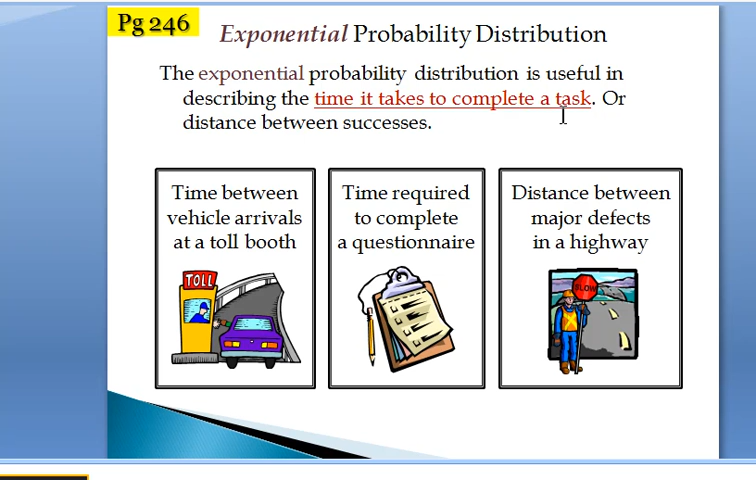 Pg 246
Exponential Probability Distribution
The exponential probability distribution is useful in
describing the time it takes to complete a task. Or
distance between successes.
Time between
vehicle arrivals
at a toll booth
Time required
to complete
a questionnaire
Distance between
major defects
in a highway
TOLL
SLOW